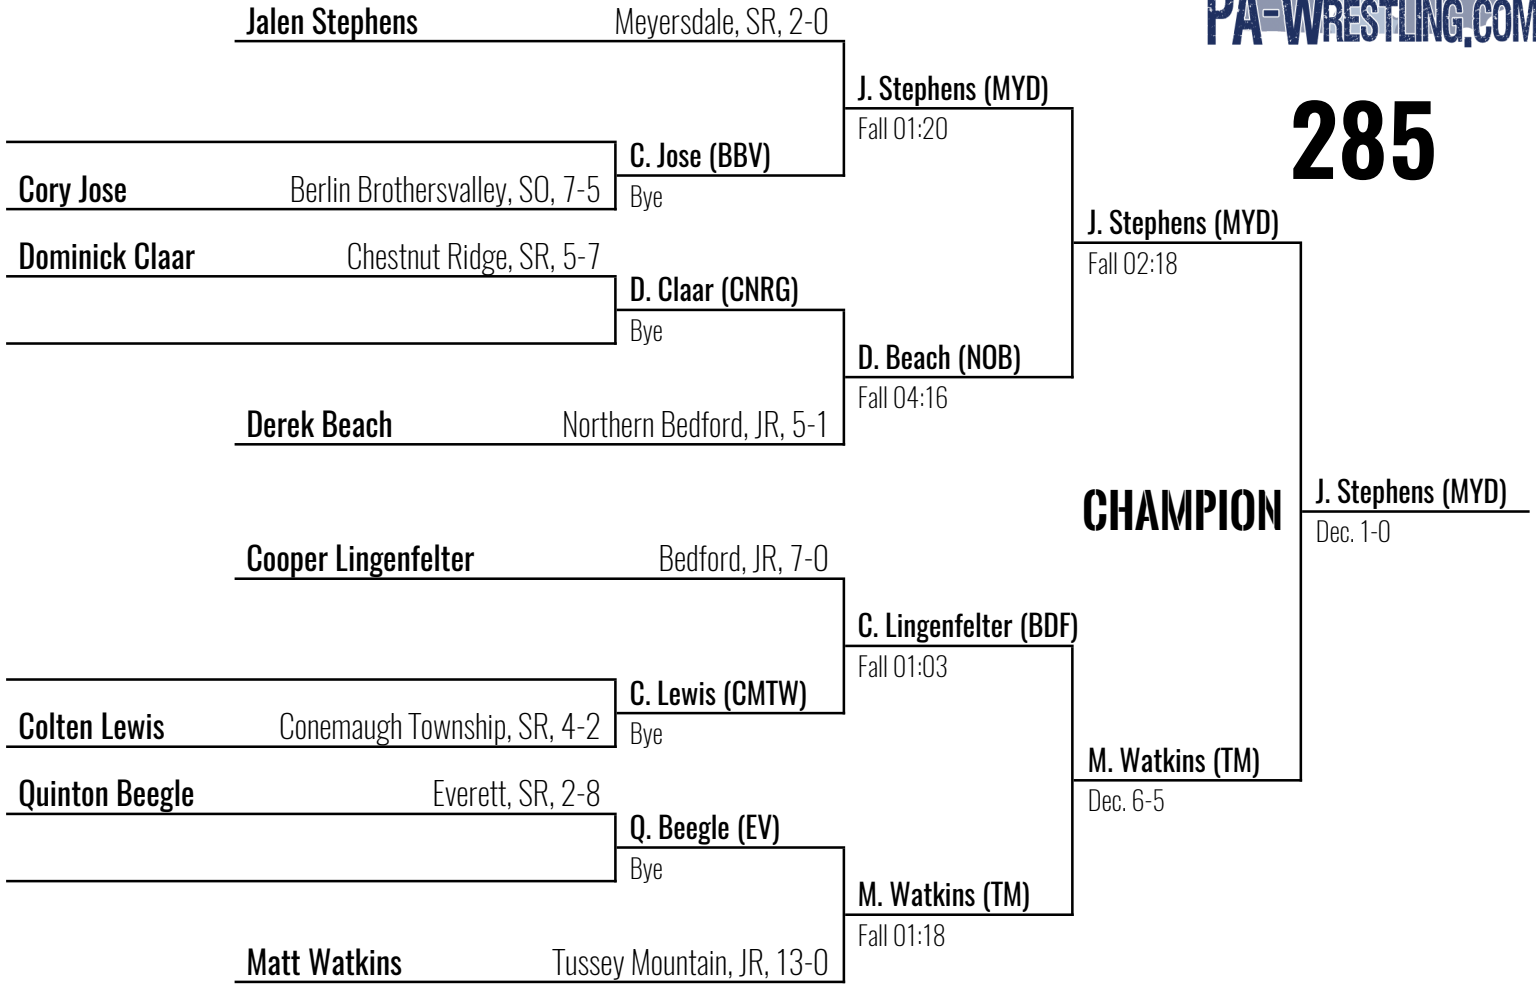 PA-WRESTLING.COM
285
Jalen Stephens Meyersdale, SR, 2-0
J. Stephens (MYD)
Fall 01:20
C. Jose (BBV)
Bye
Cory Jose Berlin Brothersvalley, SO, 7-5
J. Stephens (MYD)
Fall 02:18
Dominick Claar Chestnut Ridge, SR, 5-7
D. Claar (CNRG)
Bye
D. Beach (NOB)
Fall 04:16
Derek Beach Northern Bedford, JR, 5-1
CHAMPION
J. Stephens (MYD)
Dec. 1-0
Cooper Lingenfelter Bedford, JR, 7-0
C. Lingenfelter (BDF)
Fall 01:03
C. Lewis (CMTW)
Bye
Colten Lewis Conemaugh Township, SR, 4-2
M. Watkins (TM)
Dec. 6-5
Quinton Beegle Everett, SR, 2-8
Q. Beegle (EV)
Bye
M. Watkins (TM)
Fall 01:18
Matt Watkins Tussey Mountain, JR, 13-0